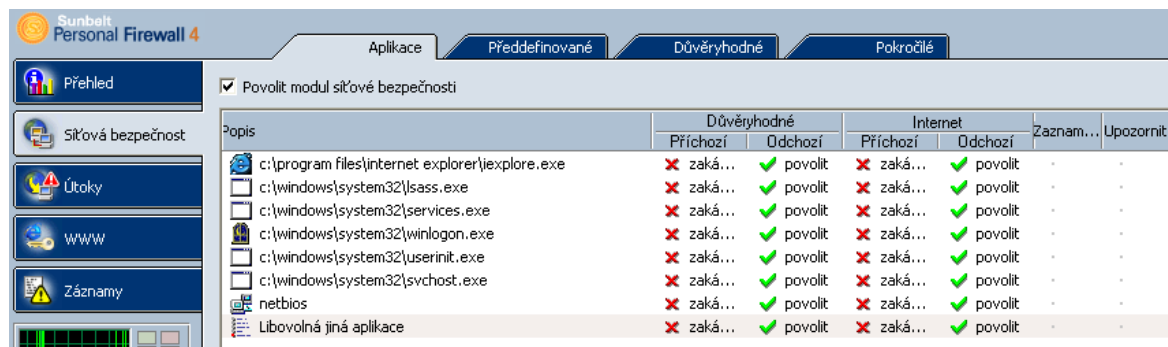 Sunbelt
Personal Firewall 4
Aplikace Předdefinované Důvěryhodné Pokročilé
Přehled
Povolit modul síťové bezpečnosti
Síťová bezpečnost
Popis Důvěryhodné Internet Zaznam... Upozornit
Příchozí Odchozí Příchozí Odchozí
c:\program files\internet explorer\iexplore.exe zaká... povolit zaká... povolit
Útoky
c:\windows\system32\lsass.exe zaká... povolit zaká... povolit
c:\windows\system32\services.exe zaká... povolit zaká... povolit
WWW
c:\windows\system32\winlogon.exe zaká... povolit zaká... povolit
c:\windows\system32\userinit.exe zaká... povolit zaká... povolit
c:\windows\system32\svchost.exe zaká... povolit zaká... povolit
Záznamy
netbios zaká... povolit zaká... povolit
Libovolná jiná aplikace zaká... povolit zaká... povolit